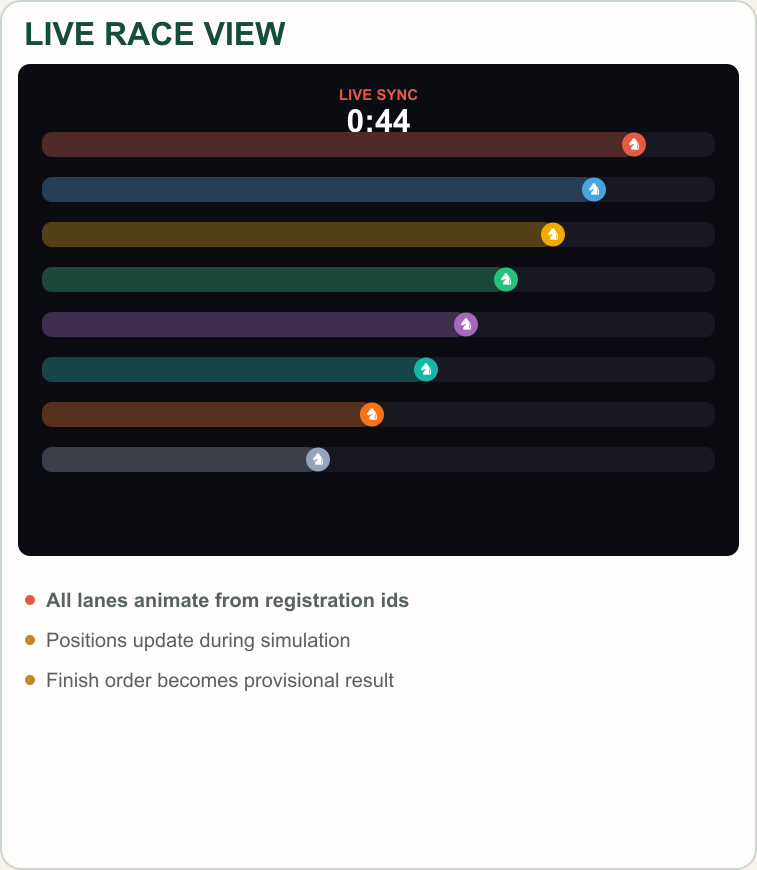 LIVE RACE VIEW
LIVE SYNC
0:44
All lanes animate from registration ids
Positions update during simulation
Finish order becomes provisional result